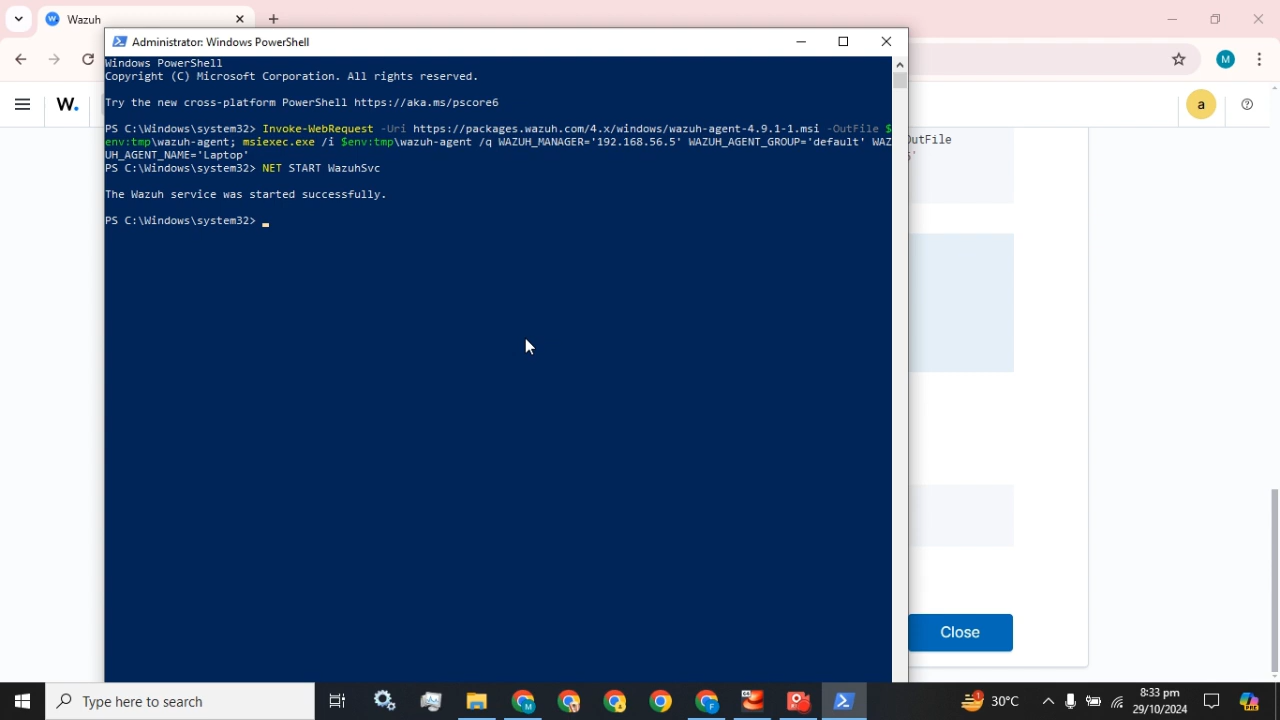 Wazuh
Administrator: Windows PowerShell
Windows PowerShell
Copyright (C) Microsoft Corporation. All rights reserved.
Try the new cross-platform PowerShell https://aka.ms/pscore6
PS C:\Windows\system32> Invoke-WebRequest -Uri https://packages.wazuh.com/4.x/windows/wazuh-agent-4.9.1-1.msi -OutFile $
env:tmp\wazuh-agent; msiexec.exe /i $env:tmp\wazuh-agent /q WAZUH_MANAGER='192.168.56.5' WAZUH_AGENT_GROUP='default' WAZ
UH_AGENT_NAME='Laptop'
PS C:\Windows\system32> NET START WazuhSvc
The Wazuh service was started successfully.
PS C:\Windows\system32>
M
W.
a
OutFile
Close
Type here to search
30°C
8:33 pm
29/10/2024